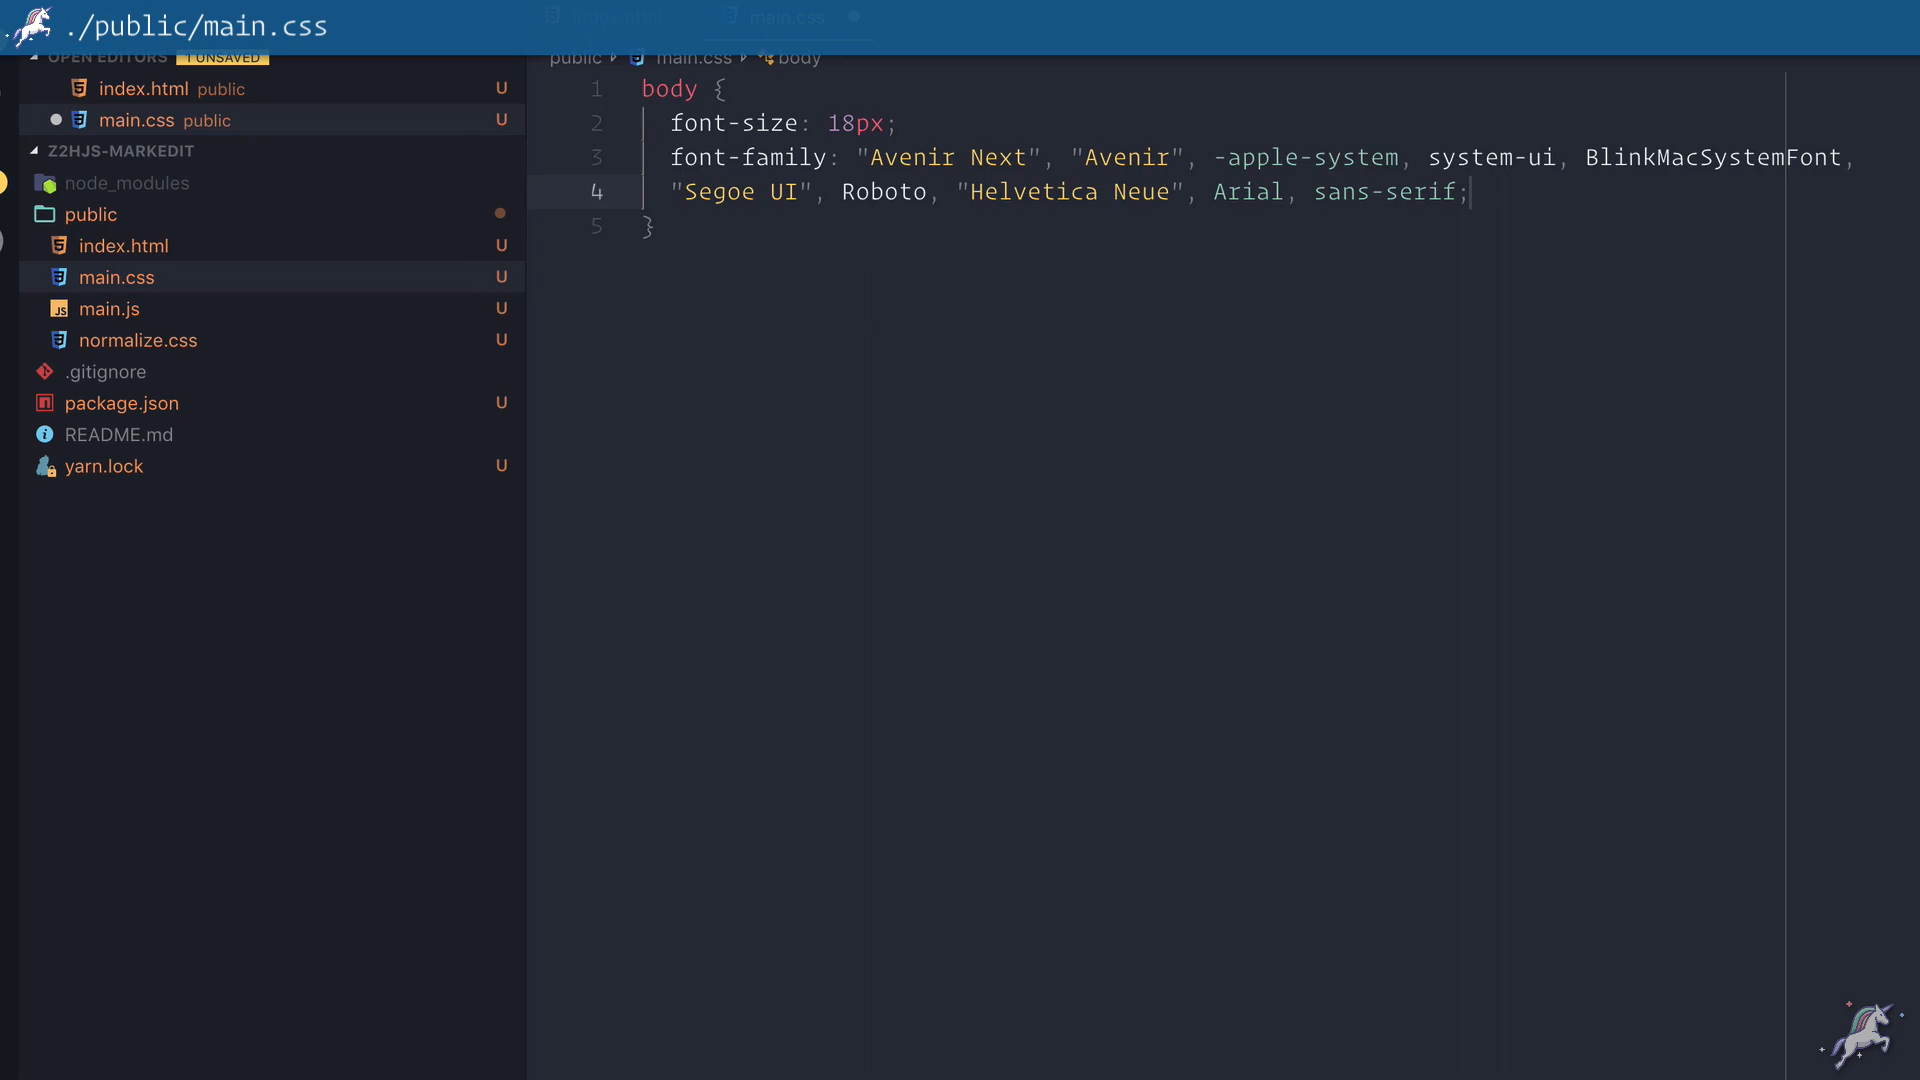 ./public/main.css
index.html
main.css
OPEN EDITORS
1 UNSAVED
public
main.css
body
index.html public U
main.css public U
Z2HJS-MARKEDIT
node_modules
public
index.html U
main.css U
main.js U
normalize.css U
.gitignore
package.json U
README.md
yarn.lock U
1 body {
2 font-size: 18px;
3 font-family: "Avenir Next", "Avenir", -apple-system, system-ui, BlinkMacSystemFont,
4 "Segoe UI", Roboto, "Helvetica Neue", Arial, sans-serif;
5 }